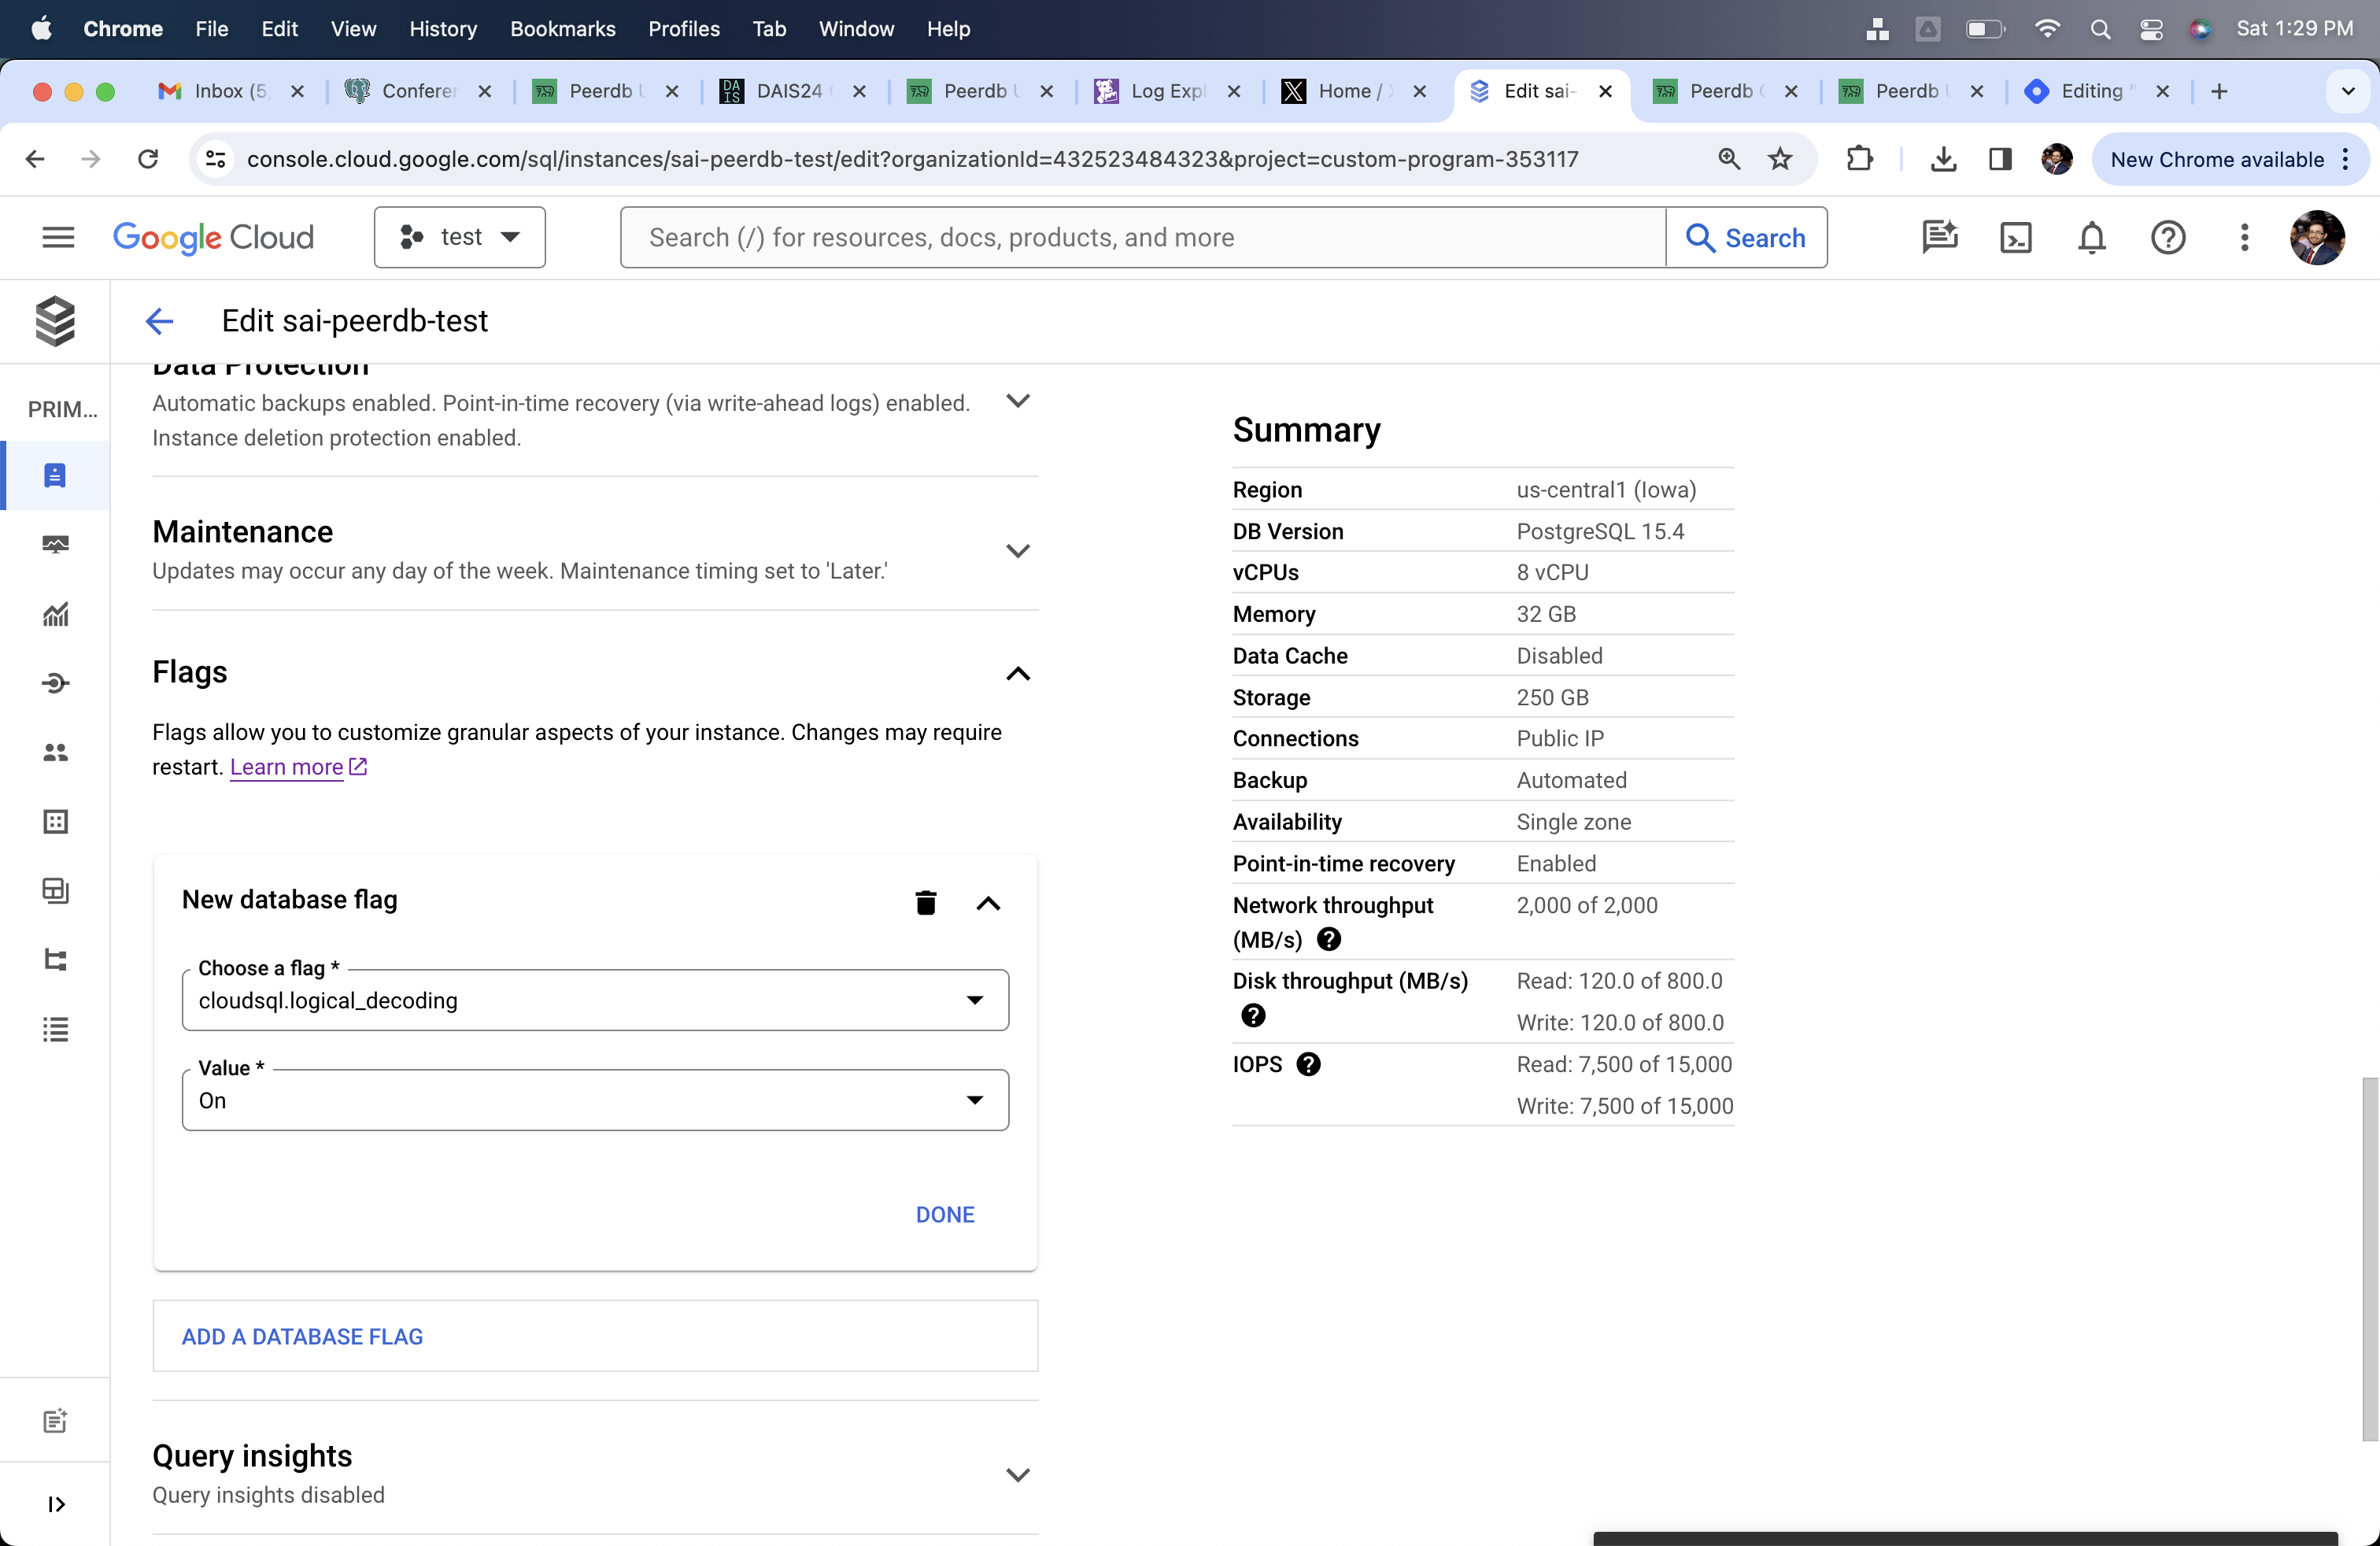 Chrome File Edit View History Bookmarks Profiles Tab Window Help Sat 1:29 PM
Inbox (5, Conferen Peerdb DAIS24 Peerdb Log Expl Home / Edit sai- Peerdb Peerdb Editing "
console.cloud.google.com/sql/instances/sai-peerdb-test/edit?organizationId=432523484323&project=custom-program-353117 New Chrome available
Google Cloud test Search (/) for resources, docs, products, and more Search
Edit sai-peerdb-test
PRIM...
Data Protection
Automatic backups enabled. Point-in-time recovery (via write-ahead logs) enabled.
Instance deletion protection enabled.
Maintenance
Updates may occur any day of the week. Maintenance timing set to 'Later.'
Flags
Flags allow you to customize granular aspects of your instance. Changes may require
restart. Learn more
New database flag
Choose a flag *
cloudsql.logical_decoding
Value *
On
DONE
ADD A DATABASE FLAG
Query insights
Query insights disabled
Summary
Region us-central1 (Iowa)
DB Version PostgreSQL 15.4
vCPUs 8 vCPU
Memory 32 GB
Data Cache Disabled
Storage 250 GB
Connections Public IP
Backup Automated
Availability Single zone
Point-in-time recovery Enabled
Network throughput 2,000 of 2,000
(MB/s)
Disk throughput (MB/s) Read: 120.0 of 800.0
Write: 120.0 of 800.0
IOPS Read: 7,500 of 15,000
Write: 7,500 of 15,000